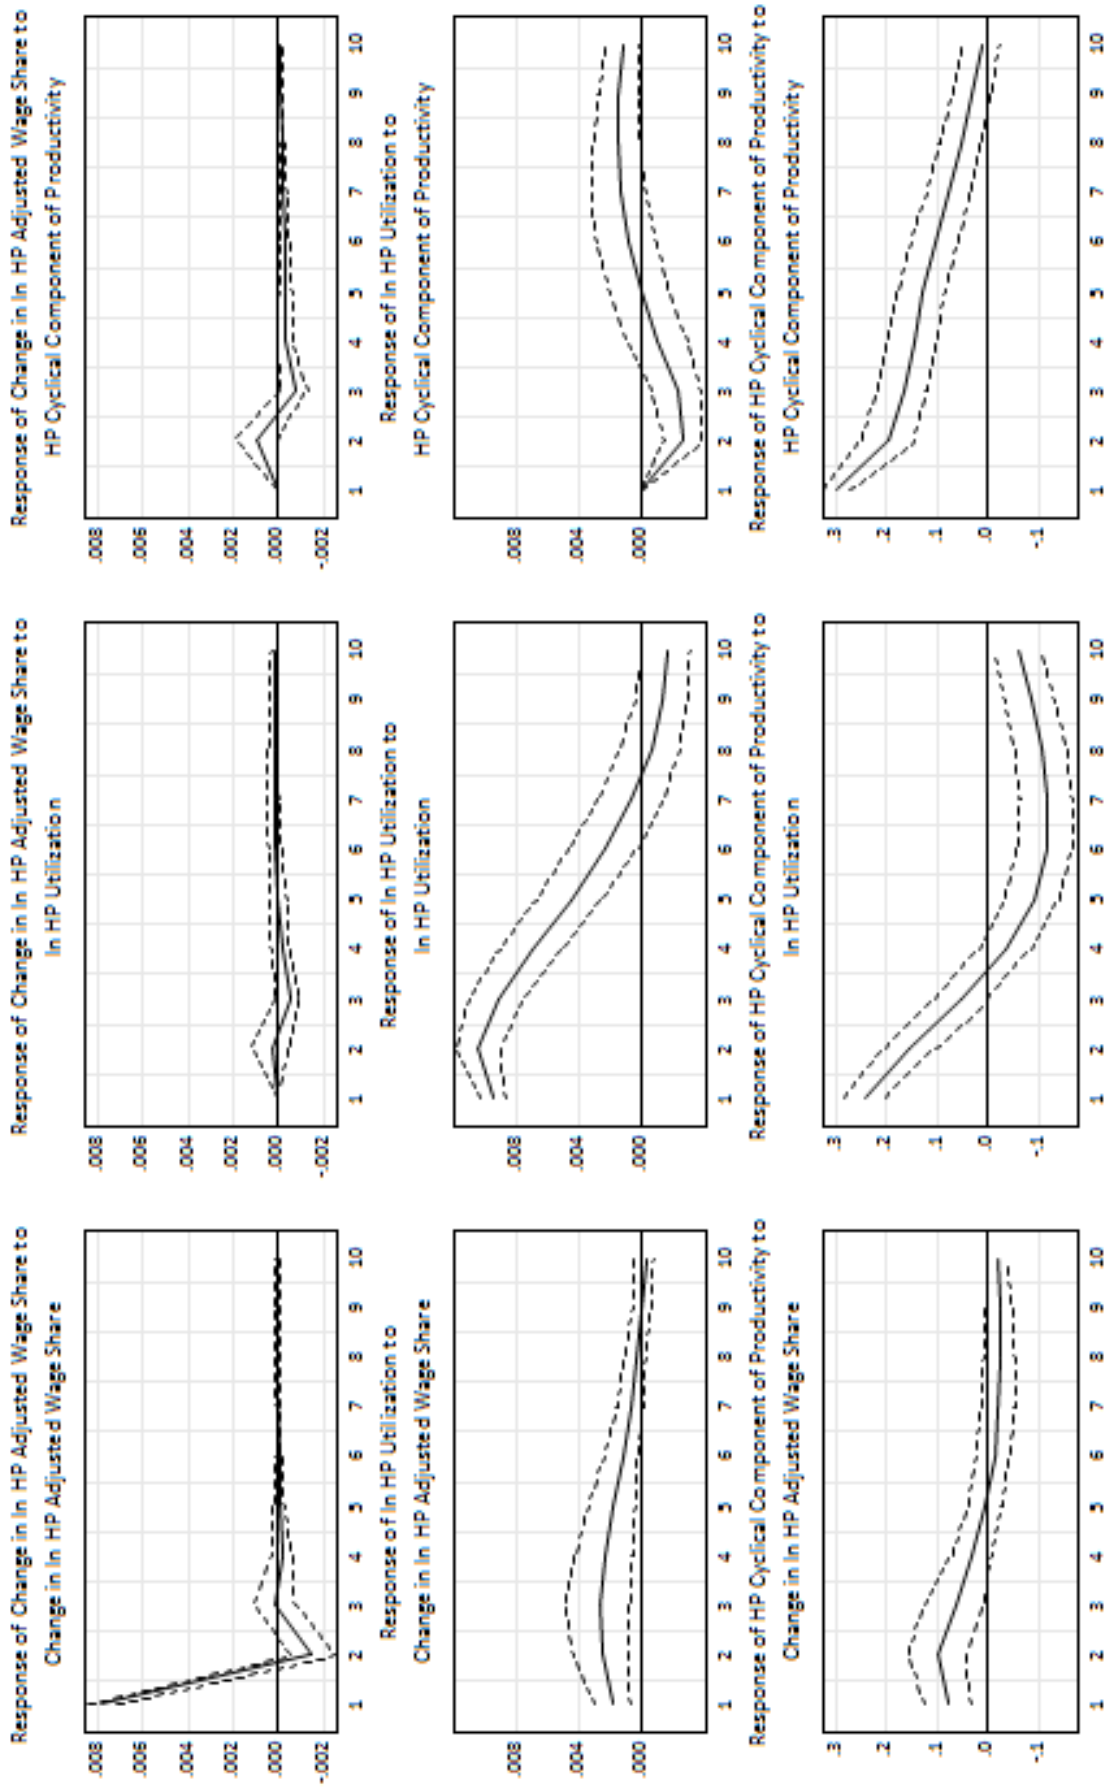 Response of Change in ln HP Adjusted Wage Share to
Change in ln HP Adjusted Wage Share
.008
.006
.004
.002
.000
-.002
1 2 3 4 5 6 7 8 9 10
Response of Change in ln HP Adjusted Wage Share to
ln HP Utilization
.008
.006
.004
.002
.000
-.002
1 2 3 4 5 6 7 8 9 10
Response of Change in ln HP Adjusted Wage Share to
HP Cyclical Component of Productivity
.008
.006
.004
.002
.000
-.002
1 2 3 4 5 6 7 8 9 10
Response of ln HP Utilization to
Change in ln HP Adjusted Wage Share
.008
.004
.000
1 2 3 4 5 6 7 8 9 10
Response of ln HP Utilization to
ln HP Utilization
.008
.004
.000
1 2 3 4 5 6 7 8 9 10
Response of ln HP Utilization to
HP Cyclical Component of Productivity
.008
.004
.000
1 2 3 4 5 6 7 8 9 10
Response of HP Cyclical Component of Productivity to
Change in ln HP Adjusted Wage Share
.3
.2
.1
.0
-.1
1 2 3 4 5 6 7 8 9 10
Response of HP Cyclical Component of Productivity to
ln HP Utilization
.3
.2
.1
.0
-.1
1 2 3 4 5 6 7 8 9 10
Response of HP Cyclical Component of Productivity to
HP Cyclical Component of Productivity
.3
.2
.1
.0
-.1
1 2 3 4 5 6 7 8 9 10